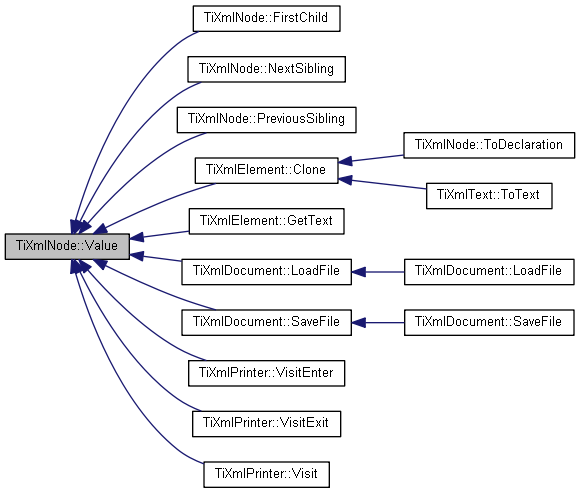 TiXmlNode::FirstChild
TiXmlNode::NextSibling
TiXmlNode::PreviousSibling
TiXmlElement::Clone
TiXmlNode::ToDeclaration
TiXmlText::ToText
TiXmlElement::GetText
TiXmlNode::Value
TiXmlDocument::LoadFile
TiXmlDocument::LoadFile
TiXmlDocument::SaveFile
TiXmlDocument::SaveFile
TiXmlPrinter::VisitEnter
TiXmlPrinter::VisitExit
TiXmlPrinter::Visit